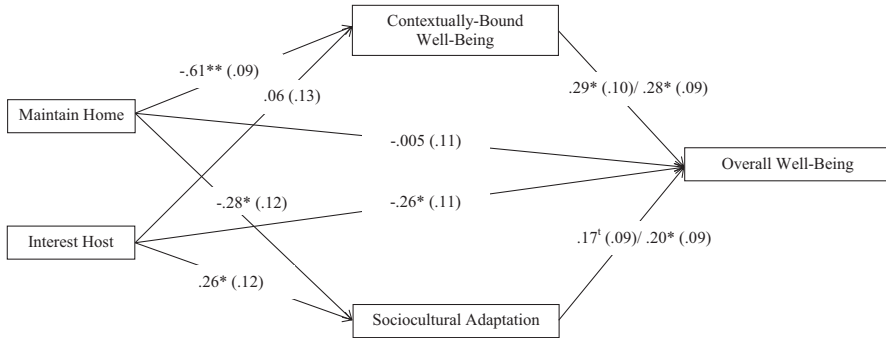 Contextually-Bound
Well-Being
-.61** (.09)
.06 (.13)
.29* (.10)/ .28* (.09)
Maintain Home
-.005 (.11)
Overall Well-Being
-.28* (.12)
-.26* (.11)
Interest Host
.17ᵗ (.09)/ .20* (.09)
.26* (.12)
Sociocultural Adaptation